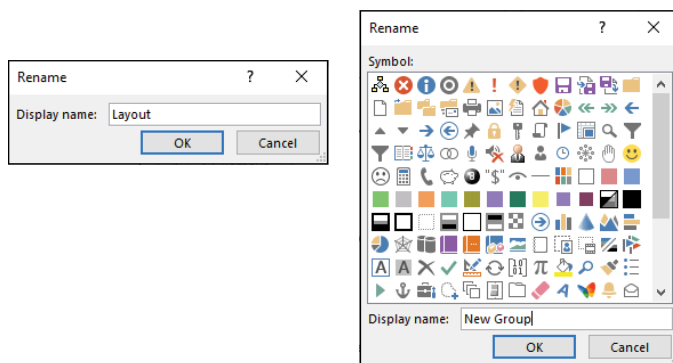 Rename ? X
Display name: Layout
OK Cancel
Rename ? X
Symbol:
"$"
π
A A
A
Display name: New Group
OK Cancel